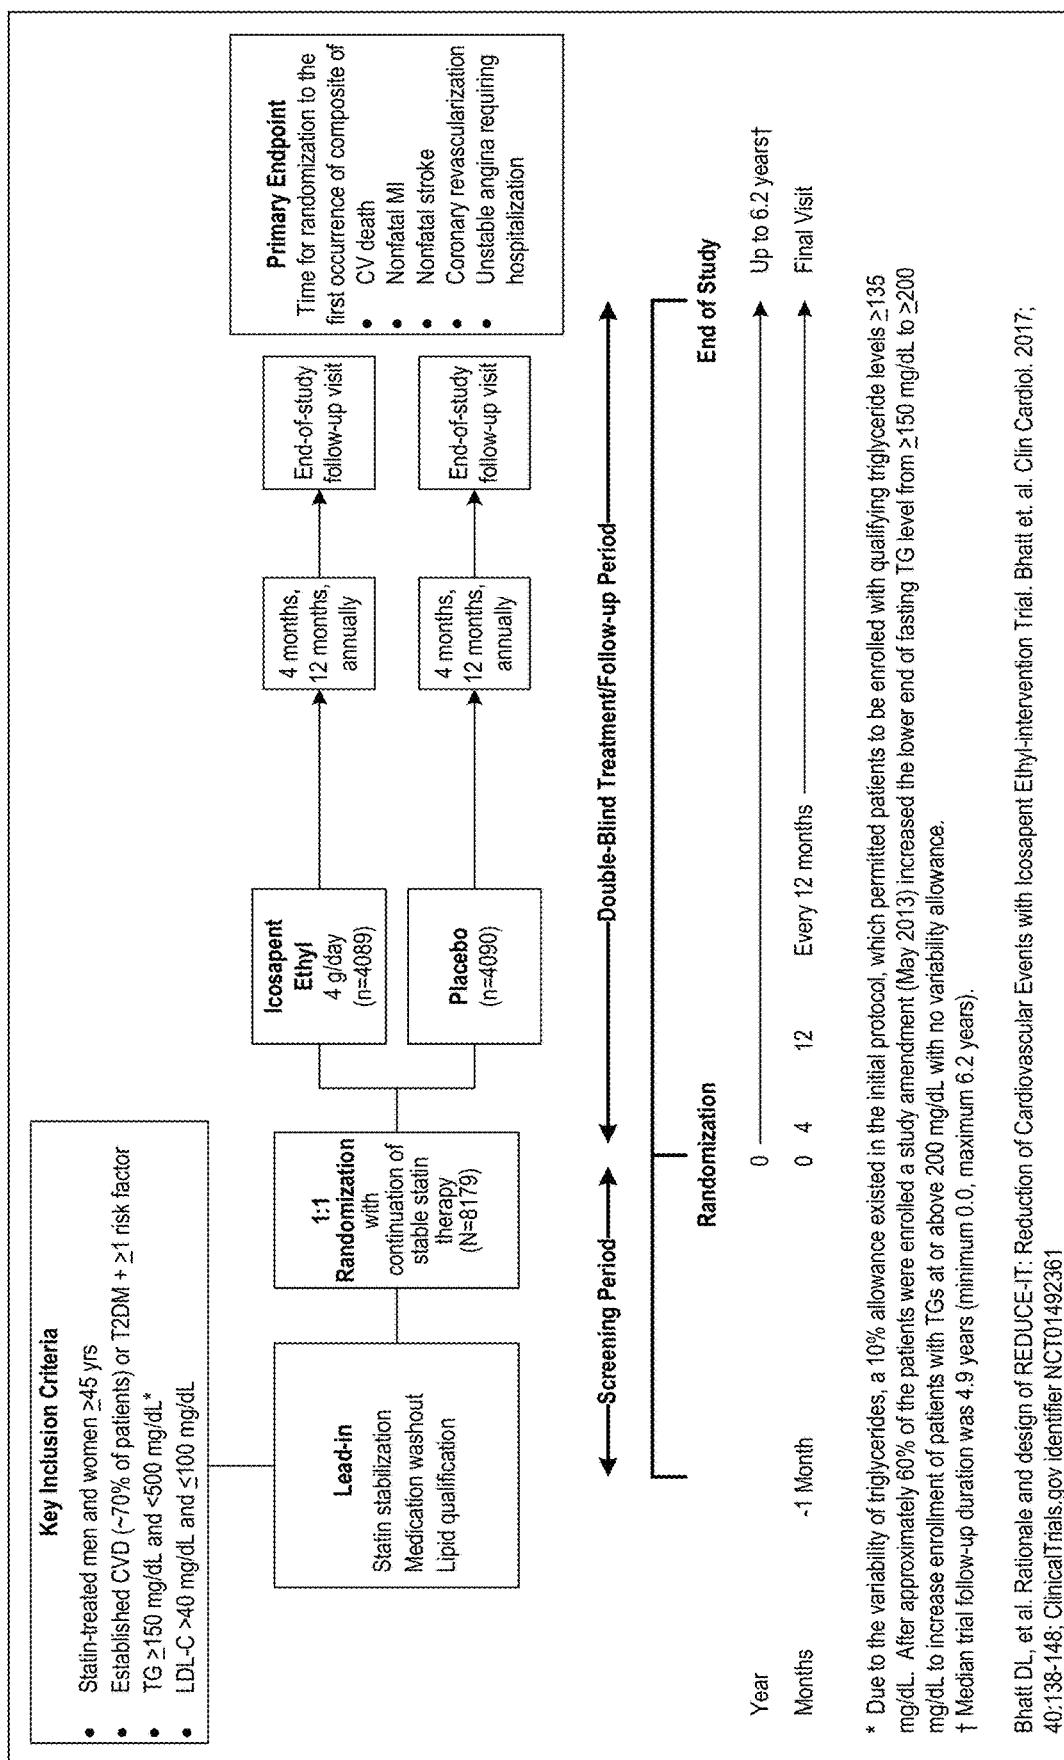 Key Inclusion Criteria
• Statin-treated men and women ≥45 yrs
• Established CVD (~70% of patients) or T2DM + ≥1 risk factor
• TG ≥150 mg/dL and <500 mg/dL*
• LDL-C >40 mg/dL and ≤100 mg/dL
Lead-in
Statin stabilization
Medication washout
Lipid qualification
1:1
Randomization
with
continuation of
stable statin
therapy
(N=8179)
Icosapent
Ethyl
4 g/day
(n=4089)
4 months,
12 months,
annually
End-of-study
follow-up visit
Placebo
(n=4090)
4 months,
12 months,
annually
End-of-study
follow-up visit
Primary Endpoint
Time for randomization to the
first occurrence of composite of
• CV death
• Nonfatal MI
• Nonfatal stroke
• Coronary revascularization
• Unstable angina requiring
hospitalization
Screening Period
Double-Blind Treatment/Follow-up Period
Randomization
End of Study
Year 0 Up to 6.2 years†
Months -1 Month 0 4 12 Every 12 months Final Visit
* Due to the variability of triglycerides, a 10% allowance existed in the initial protocol, which permitted patients to be enrolled with qualifying triglyceride levels ≥135
mg/dL. After approximately 60% of the patients were enrolled a study amendment (May 2013) increased the lower end of fasting TG level from ≥150 mg/dL to ≥200
mg/dL to increase enrollment of patients with TGs at or above 200 mg/dL with no variability allowance.
† Median trial follow-up duration was 4.9 years (minimum 0.0, maximum 6.2 years).
Bhatt DL, et al. Rationale and design of REDUCE-IT: Reduction of Cardiovascular Events with Icosapent Ethyl-Intervention Trial. Bhatt et. al. Clin Cardiol. 2017;
40:138-148; ClinicalTrials.gov identifier NCT01492361